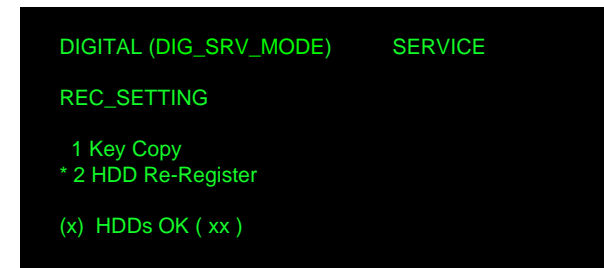 DIGITAL (DIG_SRV_MODE) SERVICE
REC_SETTING
1 Key Copy
* 2 HDD Re-Register
(x) HDDs OK ( xx )